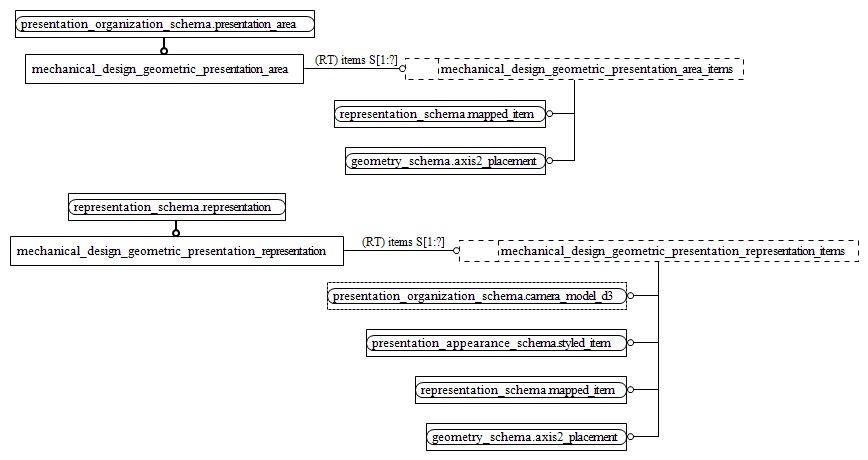 presentation_organization_schema.presentation_area
mechanical_design_geometric_presentation_area
(RT) items S[1:?]
mechanical_design_geometric_presentation_area_items
representation_schema.mapped_item
geometry_schema.axis2_placement
representation_schema.representation
mechanical_design_geometric_presentation_representation
(RT) items S[1:?]
mechanical_design_geometric_presentation_representation_items
presentation_organization_schema.camera_model_d3
presentation_appearance_schema.styled_item
representation_schema.mapped_item
geometry_schema.axis2_placement